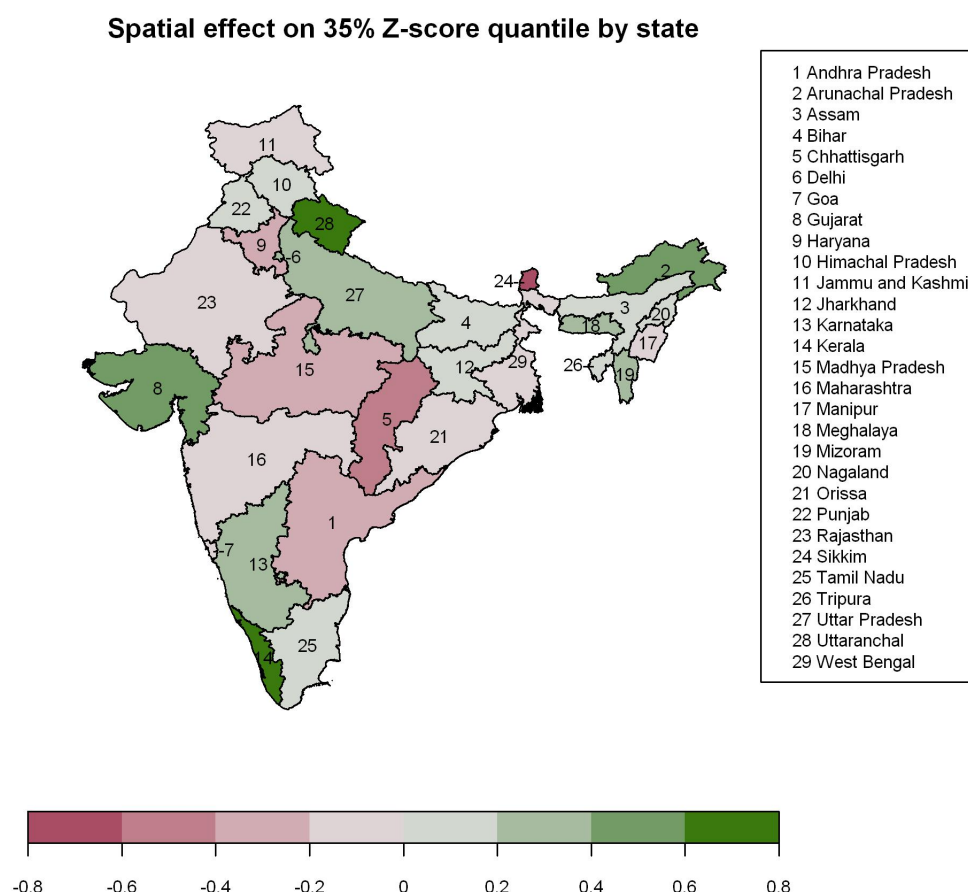 Spatial effect on 35% Z-score quantile by state
1 Andhra Pradesh
2 Arunachal Pradesh
3 Assam
4 Bihar
5 Chhattisgarh
6 Delhi
7 Goa
8 Gujarat
9 Haryana
10 Himachal Pradesh
11 Jammu and Kashmi
12 Jharkhand
13 Karnataka
14 Kerala
15 Madhya Pradesh
16 Maharashtra
17 Manipur
18 Meghalaya
19 Mizoram
20 Nagaland
21 Orissa
22 Punjab
23 Rajasthan
24 Sikkim
25 Tamil Nadu
26 Tripura
27 Uttar Pradesh
28 Uttaranchal
29 West Bengal
11
10
22
28
9
-6
2
24-
27
23
3
20
4
18
17
12
29
26-
15
19
8
5
21
16
1
-7
13
25
14
-0.8 -0.6 -0.4 -0.2 0 0.2 0.4 0.6 0.8